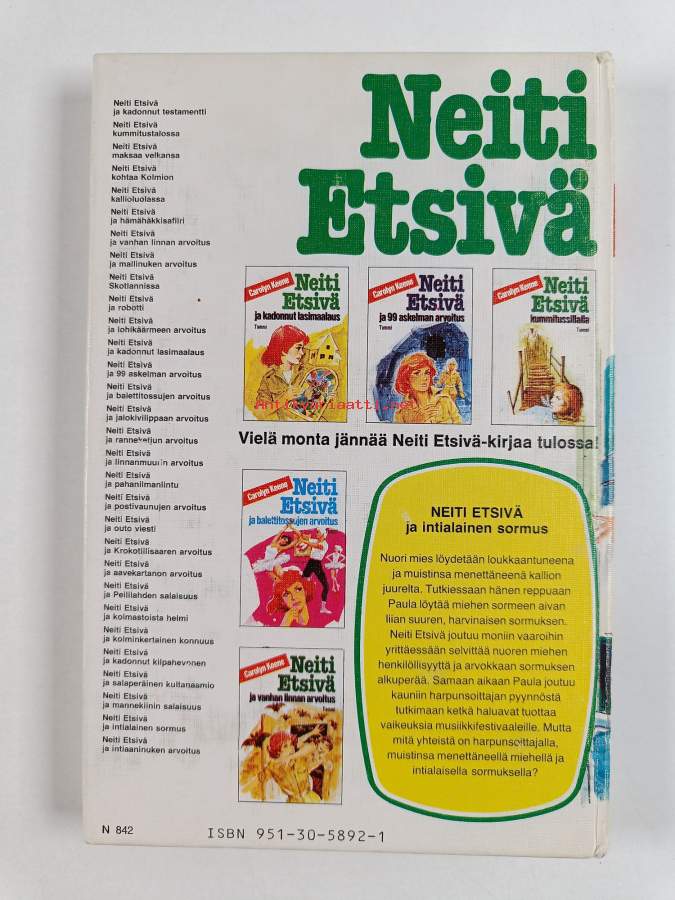 Neiti Etsivä
ja kadonnut testamentti
Neiti Etsivä
kummitustalossa
Neiti Etsivä
maksaa velkansa
Neiti Etsivä
kohtaa Kolmion
Neiti Etsivä
kallioluolassa
Neiti Etsivä
ja hämähäkkisafiiri
Neiti Etsivä
ja vanhan linnan arvoitus
Neiti Etsivä
ja mallinuken arvoitus
Neiti Etsivä
Skotlannissa
Neiti Etsivä
ja robotti
Neiti Etsivä
ja lohikäärmeen arvoitus
Neiti Etsivä
ja kadonnut lasimaalaus
Neiti Etsivä
ja 99 askelman arvoitus
Neiti Etsivä
ja balettitossujen arvoitus
Neiti Etsivä
ja jalokivilippaan arvoitus
Neiti Etsivä
ja ranneketjun arvoitus
Neiti Etsivä
ja linnanmuurin arvoitus
Neiti Etsivä
ja pahanilmanlintu
Neiti Etsivä
ja postivaunujen arvoitus
Neiti Etsivä
ja outo viesti
Neiti Etsivä
ja Krokotiilisaaren arvoitus
Neiti Etsivä
ja aavekartanon arvoitus
Neiti Etsivä
ja Peililahden salaisuus
Neiti Etsivä
ja kolmastoista helmi
Neiti Etsivä
ja kolminkertainen konnuus
Neiti Etsivä
ja kadonnut kilpahevonen
Neiti Etsivä
ja salaperäinen kultanaamio
Neiti Etsivä
ja mannekiinin salaisuus
Neiti Etsivä
ja intialainen sormus
Neiti Etsivä
ja intiaaninuken arvoitus
N 842
Neiti
Etsivä
Carolyn Keene
Neiti
Etsivä
ja kadonnut lasimaalaus
Tammi
Carolyn Keene
Neiti
Etsivä
ja 99 askelman arvoitus
Tammi
Carolyn Keene
Neiti
Etsivä
kummitussillalla
Tammi
Antikvariaatti.net
Vielä monta jännää Neiti Etsivä-kirjaa tulossa!
Carolyn Keene
Neiti
Etsivä
ja balettitossujen arvoitus
Carolyn Keene
Neiti
Etsivä
ja vanhan linnan arvoitus
Tammi
NEITI ETSIVÄ
ja intialainen sormus
Nuori mies löydetään loukkaantuneena
ja muistinsa menettäneenä kallion
juurelta. Tutkiessaan hänen reppuaan
Paula löytää miehen sormeen aivan
liian suuren, harvinaisen sormuksen.
Neiti Etsivä joutuu moniin vaaroihin
yrittäessään selvittää nuoren miehen
henkilöllisyyttä ja arvokkaan sormuksen
alkuperää. Samaan aikaan Paula joutuu
kauniin harpunsoittajan pyynnöstä
tutkimaan ketkä haluavat tuottaa
vaikeuksia musiikkifestivaaleille. Mutta
mitä yhteistä on harpunsoittajalla,
muistinsa menettäneellä miehellä ja
intialaisella sormuksella?
ISBN 951-30-5892-1